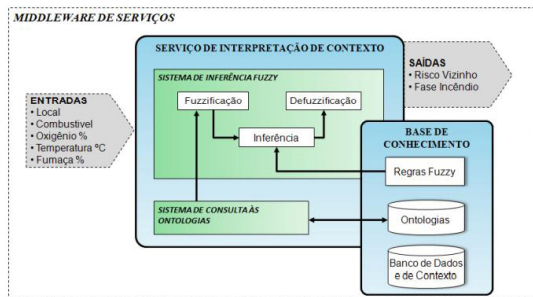 MIDDLEWARE DE SERVIÇOS
SERVIÇO DE INTERPRETAÇÃO DE CONTEXTO
SISTEMA DE INFERÊNCIA FUZZY
Fuzzificação
Defuzzificação
Inferência
SISTEMA DE CONSULTA ÀS
ONTOLOGIAS
ENTRADAS
• Local
• Combustivel
• Oxigênio %
• Temperatura ºC
• Fumaça %
SAÍDAS
• Risco Vizinho
• Fase Incêndio
BASE DE
CONHECIMENTO
Regras Fuzzy
Ontologias
Banco de Dados
e de Contexto